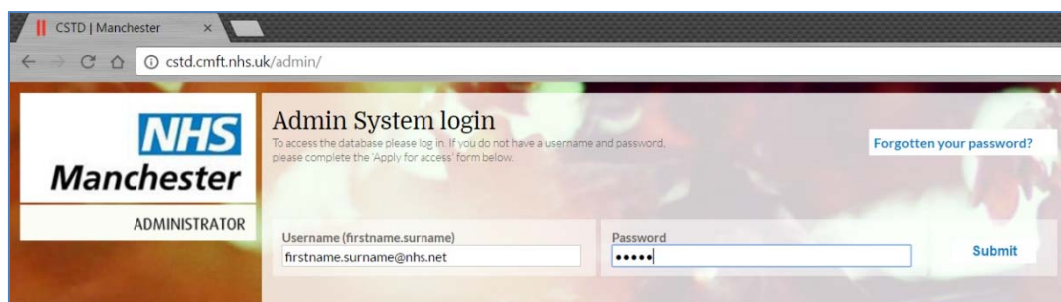 CSTD | Manchester
cstd.cmft.nhs.uk/admin/
NHS
Manchester
ADMINISTRATOR
Admin System login
To access the database please log in. If you do not have a username and password,
please complete the 'Apply for access' form below.
Forgotten your password?
Username (firstname.surname)
firstname.surname@nhs.net
Password
•••••
Submit